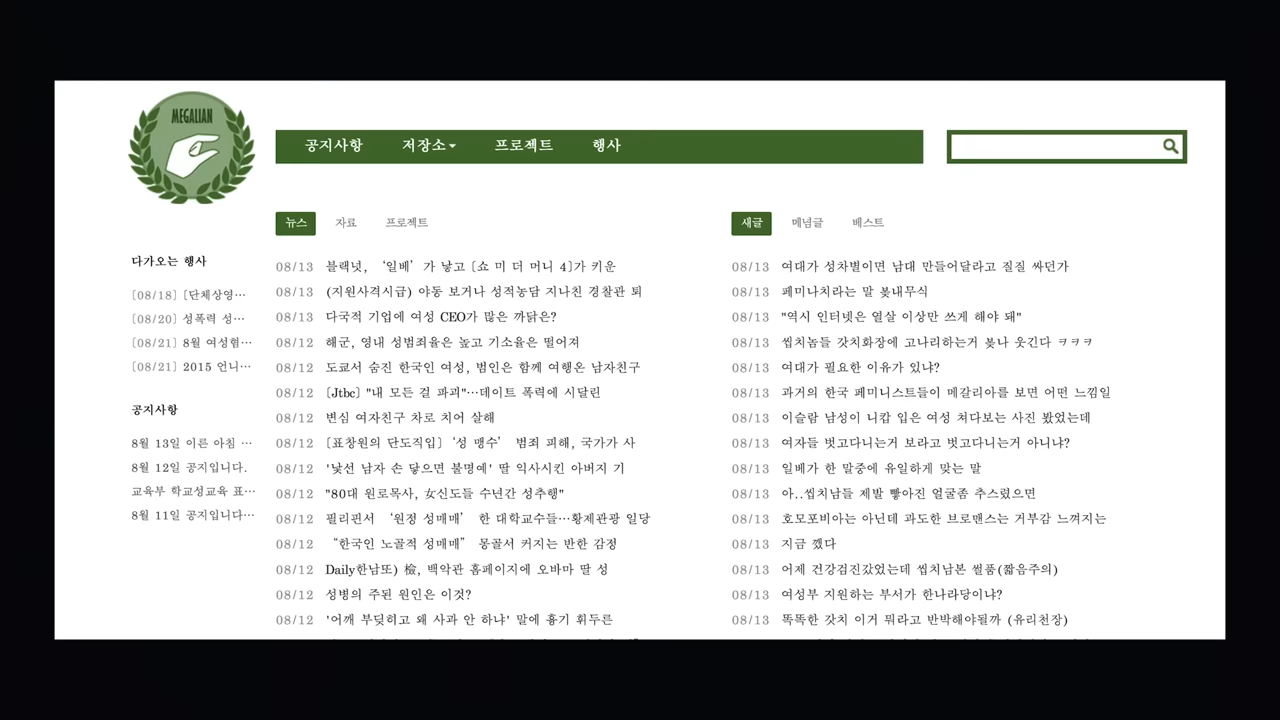 MEGALIAN
공지사항 저장소 프로젝트 행사
뉴스 자료 프로젝트
새글 메념글 베스트
다가오는 행사
[08/18] [단체상영…
[08/20] 성폭력 성…
[08/21] 8월 여성혐…
[08/21] 2015 언니…
공지사항
8월 13일 이른 아침 …
8월 12일 공지입니다.
교육부 학교성교육 표…
8월 11일 공지입니다…
08/13 블랙넛, ‘일베’가 낳고 [쇼 미 더 머니 4]가 키운
08/13 (지원사격시급) 야동 보거나 성적농담 지나친 경찰관 퇴
08/13 다국적 기업에 여성 CEO가 많은 까닭은?
08/12 해군, 영내 성범죄율은 높고 기소율은 떨어져
08/12 도쿄서 숨진 한국인 여성, 범인은 함께 여행온 남자친구
08/12 [Jtbc] "내 모든 걸 파괴"…데이트 폭력에 시달린
08/12 변심 여자친구 차로 치어 살해
08/12 [표창원의 단도직입] ‘성 맹수’ 범죄 피해, 국가가 사
08/12 '낯선 남자 손 닿으면 불명예' 딸 익사시킨 아버지 기
08/12 "80대 원로목사, 女신도들 수년간 성추행"
08/12 필리핀서 ‘원정 성매매’ 한 대학교수들…황제관광 일당
08/12 “한국인 노골적 성매매” 몽골서 커지는 반한 감정
08/12 Daily한남또) 檢, 백악관 홈페이지에 오바마 딸 성
08/12 성병의 주된 원인은 이것?
08/12 '어깨 부딪히고 왜 사과 안 하냐' 말에 흉기 휘두른
08/13 여대가 성차별이면 남대 만들어달라고 질질 싸던가
08/13 페미나치라는 말 봊내무식
08/13 "역시 인터넷은 열살 이상만 쓰게 해야 돼"
08/13 씹치놈들 갓치화장에 고나리하는거 봊나 웃긴다 ㅋㅋㅋ
08/13 여대가 필요한 이유가 있냐?
08/13 과거의 한국 페미니스트들이 메갈리아를 보면 어떤 느낌일
08/13 이슬람 남성이 니캅 입은 여성 쳐다보는 사진 봤었는데
08/13 여자들 벗고다니는거 보라고 벗고다니는거 아니냐?
08/13 일베가 한 말중에 유일하게 맞는 말
08/13 아..씹치남들 제발 빻아진 얼굴좀 추스렸으면
08/13 호모포비아는 아닌데 과도한 브로맨스는 거부감 느껴지는
08/13 지금 깼다
08/13 어제 건강검진갔었는데 씹치남본 썰품(짧음주의)
08/13 여성부 지원하는 부서가 한나라당이냐?
08/13 똑똑한 갓치 이거 뭐라고 반박해야될까 (유리천장)